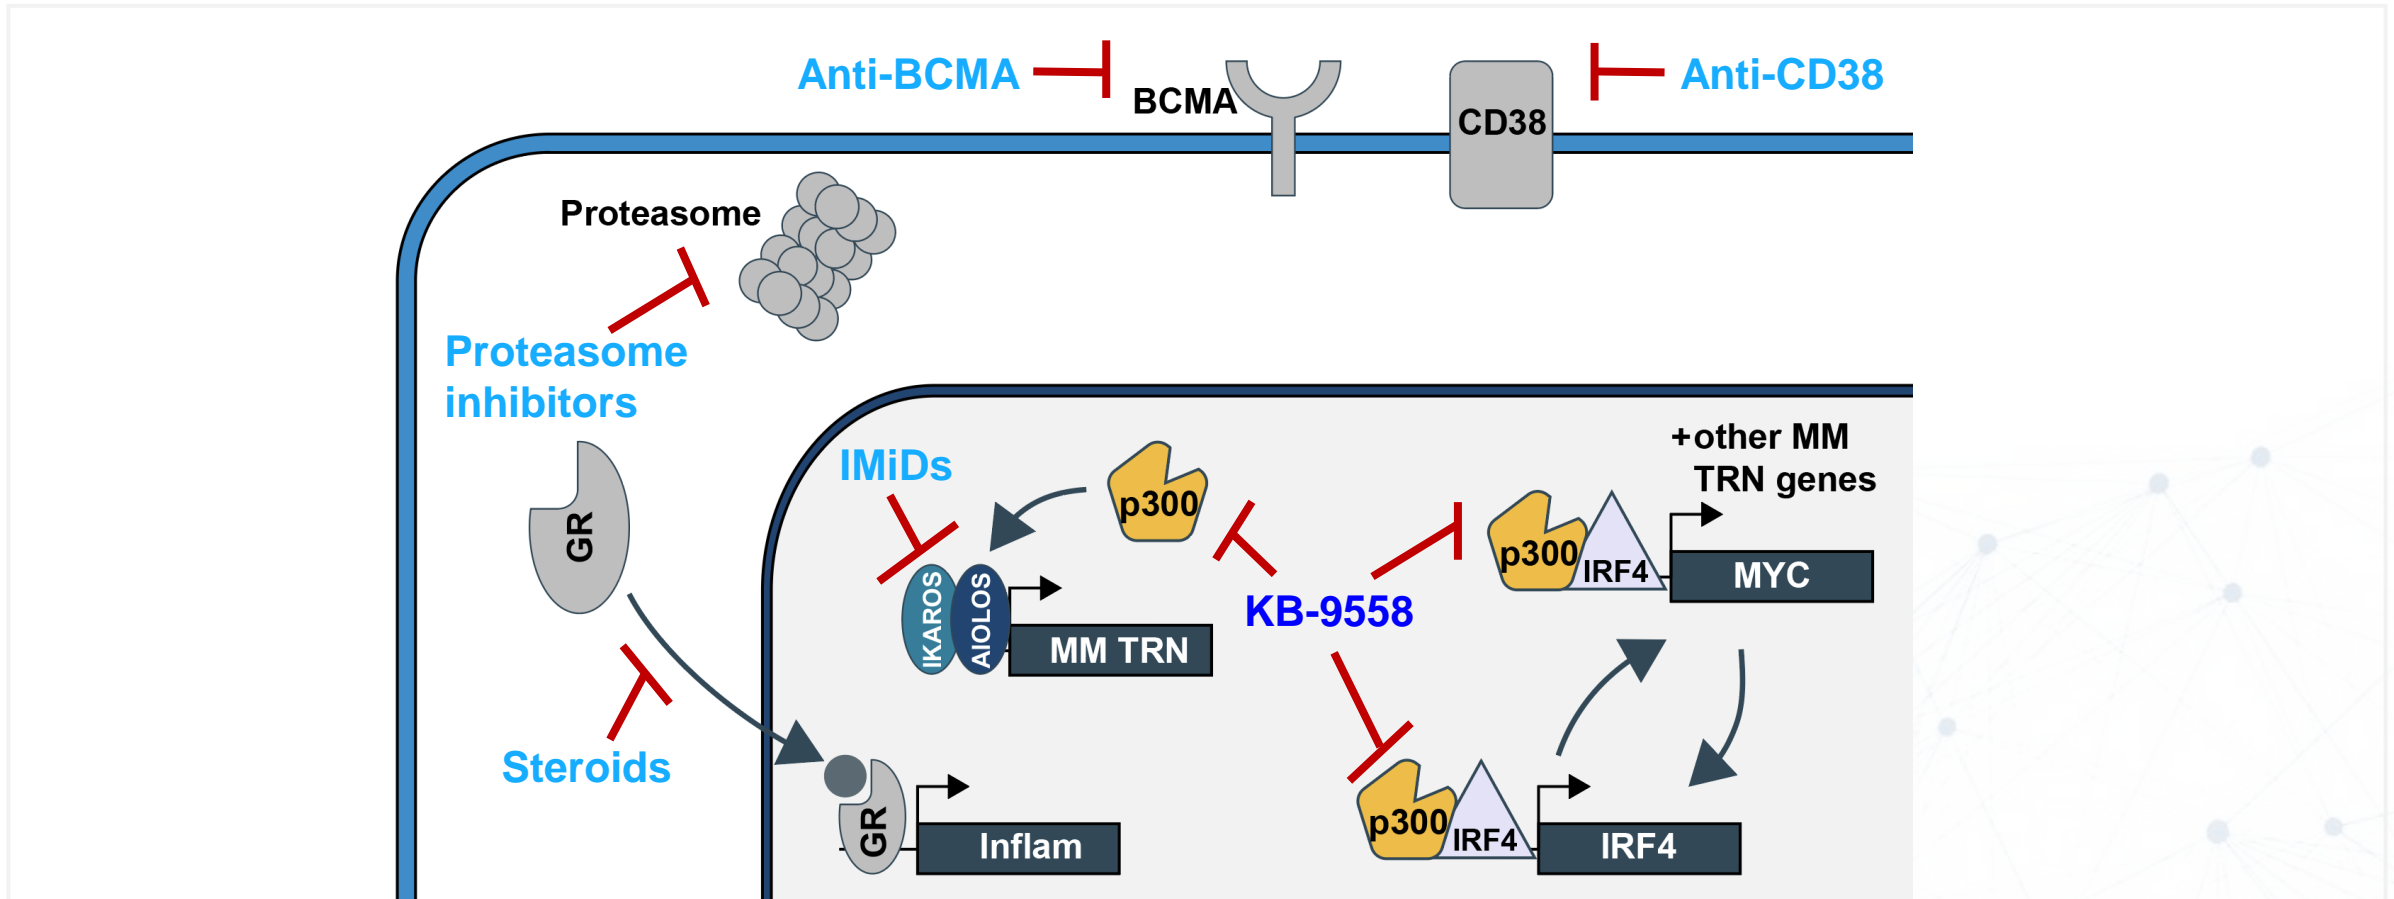 Anti-BCMA
BCMA
CD38
Anti-CD38
Proteasome
Proteasome
inhibitors
GR
Steroids
IMiDs
p300
IKAROS
AIOLOS
MM TRN
KB-9558
+other MM
TRN genes
p300
IRF4
MYC
GR
Inflam
p300
IRF4
IRF4